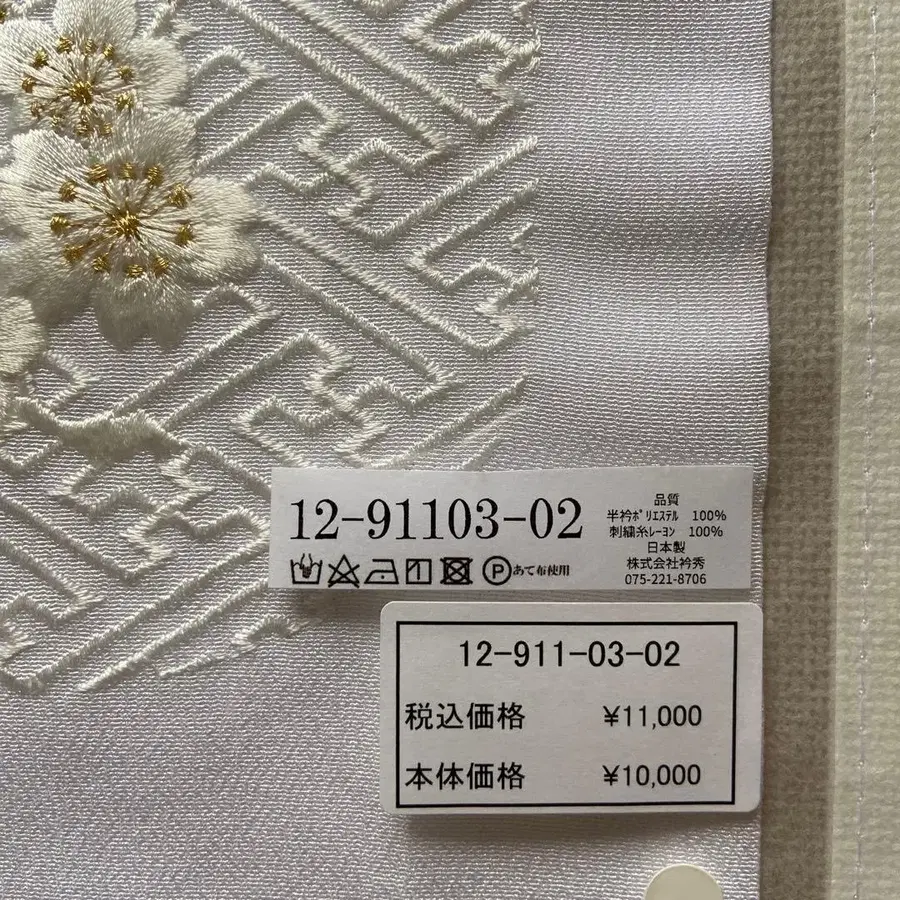 12-91103-02
品質
半衿ﾎﾟﾘｴｽﾃﾙ 100%
刺繍糸ﾚｰﾖﾝ 100%
日本製
株式会社衿秀
075-221-8706
P あて布使用
12-911-03-02
税込価格 ¥11,000
本体価格 ¥10,000